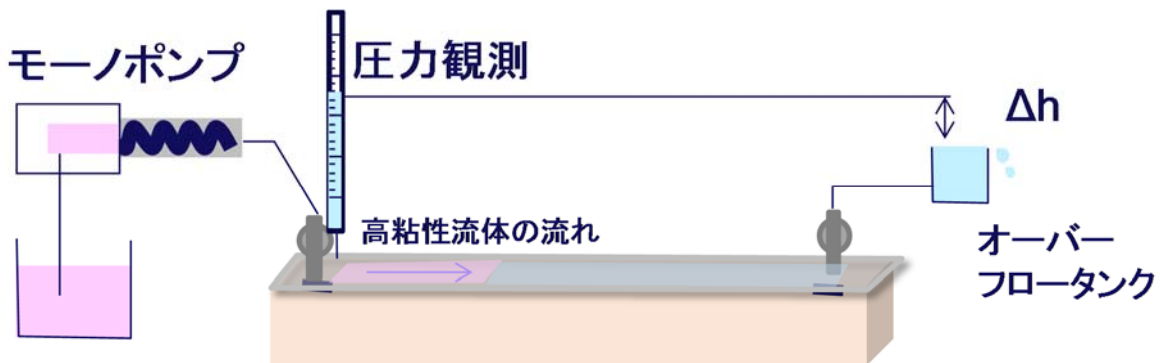 モーノポンプ
圧力観測
Δh
高粘性流体の流れ
オーバー
フロータンク